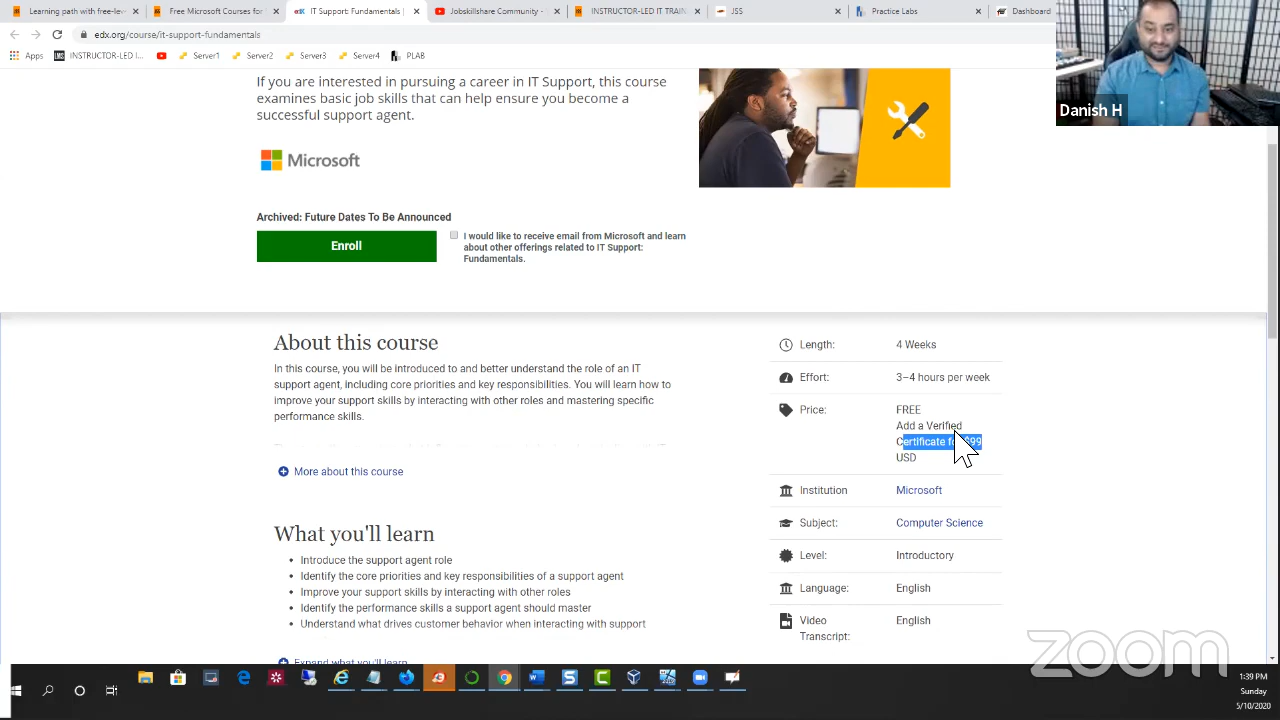 Learning path with free-lev
Free Microsoft Courses for
IT Support: Fundamentals |
Jobskillshare Community -
INSTRUCTOR-LED IT TRAIN
JSS
Practice Labs
Dashboard
edx.org/course/it-support-fundamentals
Apps
INSTRUCTOR-LED I...
Server1
Server2
Server3
Server4
PLAB
Danish H
If you are interested in pursuing a career in IT Support, this course
examines basic job skills that can help ensure you become a
successful support agent.
Microsoft
Archived: Future Dates To Be Announced
Enroll
I would like to receive email from Microsoft and learn
about other offerings related to IT Support:
Fundamentals.
About this course
In this course, you will be introduced to and better understand the role of an IT
support agent, including core priorities and key responsibilities. You will learn how to
improve your support skills by interacting with other roles and mastering specific
performance skills.
More about this course
What you'll learn
Introduce the support agent role
Identify the core priorities and key responsibilities of a support agent
Improve your support skills by interacting with other roles
Identify the performance skills a support agent should master
Understand what drives customer behavior when interacting with support
Expand what you'll learn
Length: 4 Weeks
Effort: 3–4 hours per week
Price: FREE
Add a Verified
Certificate for $99
USD
Institution Microsoft
Subject: Computer Science
Level: Introductory
Language: English
Video English
Transcript:
zoom
1:39 PM
Sunday
5/10/2020